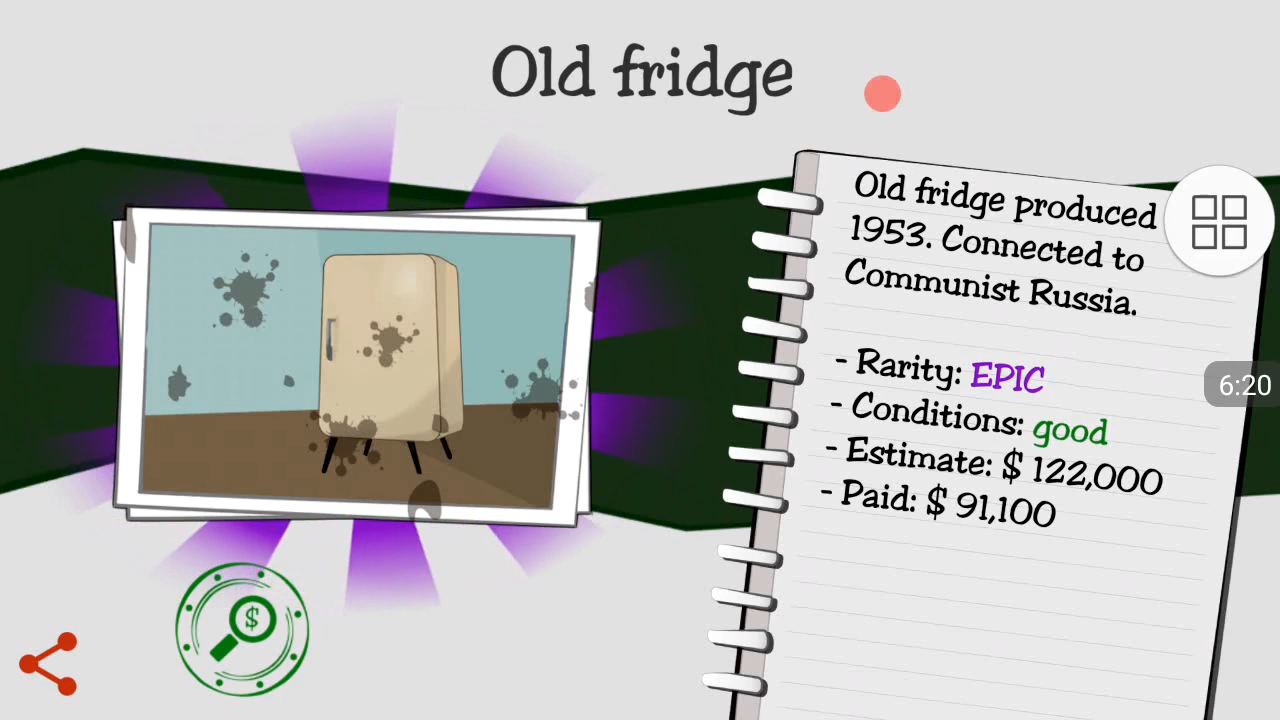 Old fridge
Old fridge produced
1953. Connected to
Communist Russia.
- Rarity: EPIC
- Conditions: good
- Estimate: $ 122,000
- Paid: $ 91,100
6:20
$